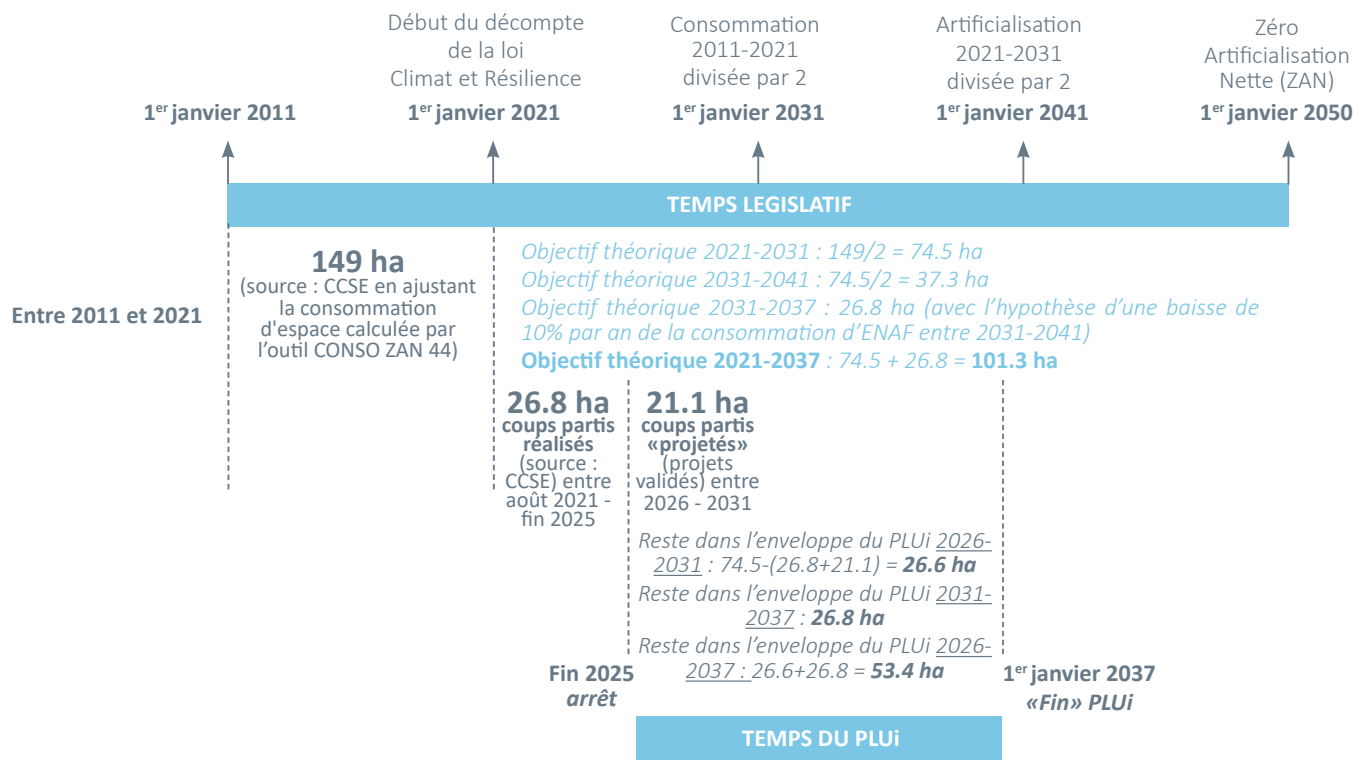 Début du décompte
de la loi
Climat et Résilience
Consommation
2011-2021
divisée par 2
Artificialisation
2021-2031
divisée par 2
Zéro
Artificialisation
Nette (ZAN)
1er janvier 2011
1er janvier 2021
1er janvier 2031
1er janvier 2041
1er janvier 2050
TEMPS LEGISLATIF
Entre 2011 et 2021
149 ha
(source : CCSE en ajustant
la consommation
d'espace calculée par
l’outil CONSO ZAN 44)
Objectif théorique 2021-2031 : 149/2 = 74.5 ha
Objectif théorique 2031-2041 : 74.5/2 = 37.3 ha
Objectif théorique 2031-2037 : 26.8 ha (avec l’hypothèse d’une baisse de
10% par an de la consommation d’ENAF entre 2031-2041)
Objectif théorique 2021-2037 : 74.5 + 26.8 = 101.3 ha
26.8 ha
coups partis
réalisés
(source :
CCSE) entre
août 2021 -
fin 2025
21.1 ha
coups partis
«projetés»
(projets
validés) entre
2026 - 2031
Reste dans l’enveloppe du PLUi 2026-
2031 : 74.5-(26.8+21.1) = 26.6 ha
Reste dans l’enveloppe du PLUi 2031-
2037 : 26.8 ha
Reste dans l’enveloppe du PLUi 2026-
2037 : 26.6+26.8 = 53.4 ha
Fin 2025
arrêt
1er janvier 2037
«Fin» PLUi
TEMPS DU PLUi